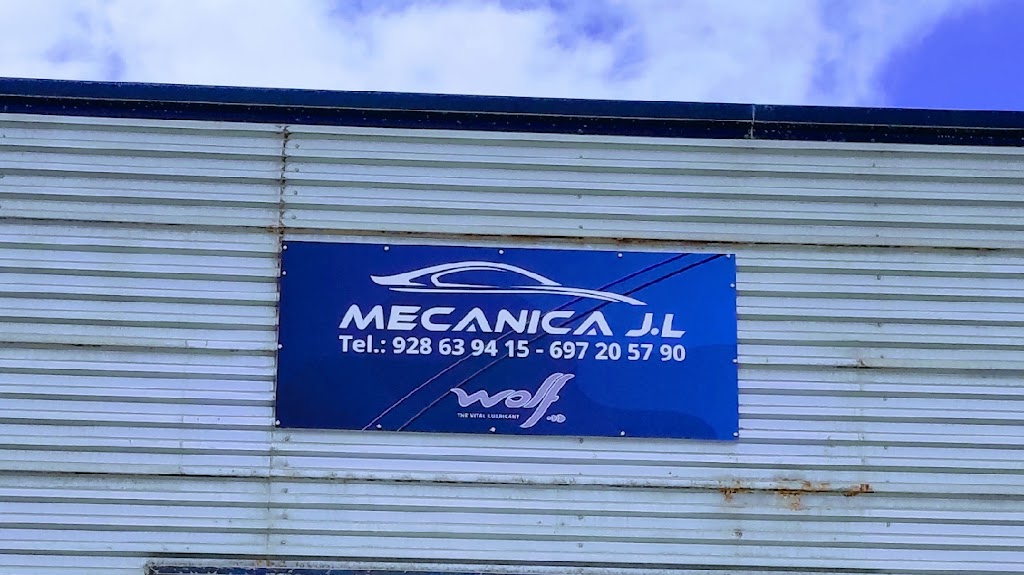 MECANICA J.L
Tel.: 928 63 94 15 - 697 20 57 90
wolf
THE VITAL LUBRICANT